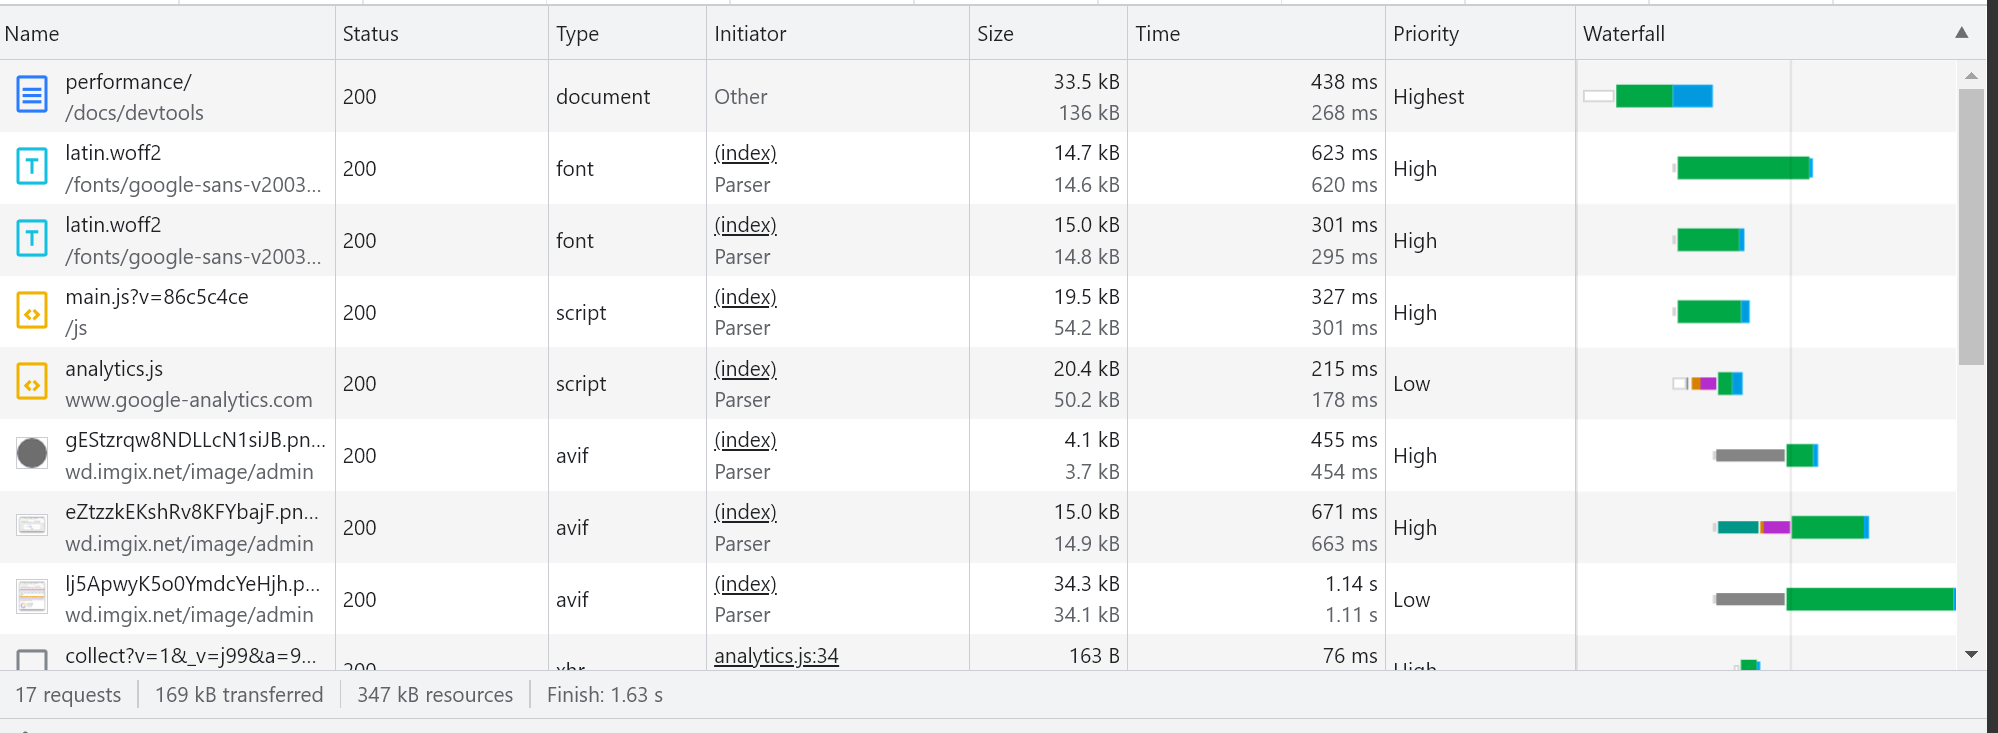 Name Status Type Initiator Size Time Priority Waterfall
performance/ 33.5 kB 438 ms
200 document Other Highest
/docs/devtools 136 kB 268 ms
latin.woff2 (index) 14.7 kB 623 ms
200 font High
/fonts/google-sans-v2003... Parser 14.6 kB 620 ms
latin.woff2 (index) 15.0 kB 301 ms
200 font High
/fonts/google-sans-v2003... Parser 14.8 kB 295 ms
main.js?v=86c5c4ce (index) 19.5 kB 327 ms
200 script High
/js Parser 54.2 kB 301 ms
analytics.js (index) 20.4 kB 215 ms
200 script Low
www.google-analytics.com Parser 50.2 kB 178 ms
gEStzrqw8NDLLcN1siJB.pn... (index) 4.1 kB 455 ms
200 avif High
wd.imgix.net/image/admin Parser 3.7 kB 454 ms
eZtzzkEKshRv8KFYbajF.pn... (index) 15.0 kB 671 ms
200 avif High
wd.imgix.net/image/admin Parser 14.9 kB 663 ms
lj5ApwyK5o0YmdcYeHjh.p... (index) 34.3 kB 1.14 s
200 avif Low
wd.imgix.net/image/admin Parser 34.1 kB 1.11 s
collect?v=1&_v=j99&a=9... analytics.js:34 163 B 76 ms
200 xhr High
17 requests 169 kB transferred 347 kB resources Finish: 1.63 s